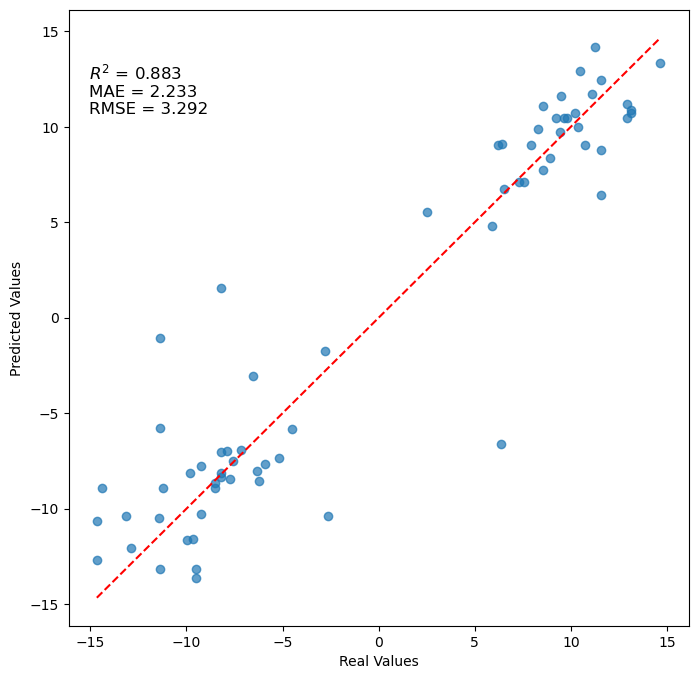 R² = 0.883
MAE = 2.233
RMSE = 3.292
15
10
5
0
−5
−10
−15
Predicted Values
−15 −10 −5 0 5 10 15
Real Values